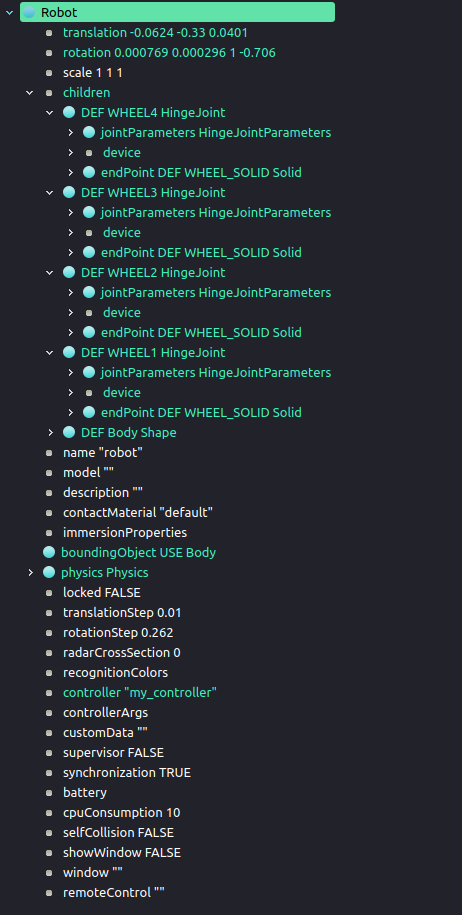 Robot
translation -0.0624 -0.33 0.0401
rotation 0.000769 0.000296 1 -0.706
scale 1 1 1
children
DEF WHEEL4 HingeJoint
jointParameters HingeJointParameters
device
endPoint DEF WHEEL_SOLID Solid
DEF WHEEL3 HingeJoint
jointParameters HingeJointParameters
device
endPoint DEF WHEEL_SOLID Solid
DEF WHEEL2 HingeJoint
jointParameters HingeJointParameters
device
endPoint DEF WHEEL_SOLID Solid
DEF WHEEL1 HingeJoint
jointParameters HingeJointParameters
device
endPoint DEF WHEEL_SOLID Solid
DEF Body Shape
name "robot"
model ""
description ""
contactMaterial "default"
immersionProperties
boundingObject USE Body
physics Physics
locked FALSE
translationStep 0.01
rotationStep 0.262
radarCrossSection 0
recognitionColors
controller "my_controller"
controllerArgs
customData ""
supervisor FALSE
synchronization TRUE
battery
cpuConsumption 10
selfCollision FALSE
showWindow FALSE
window ""
remoteControl ""